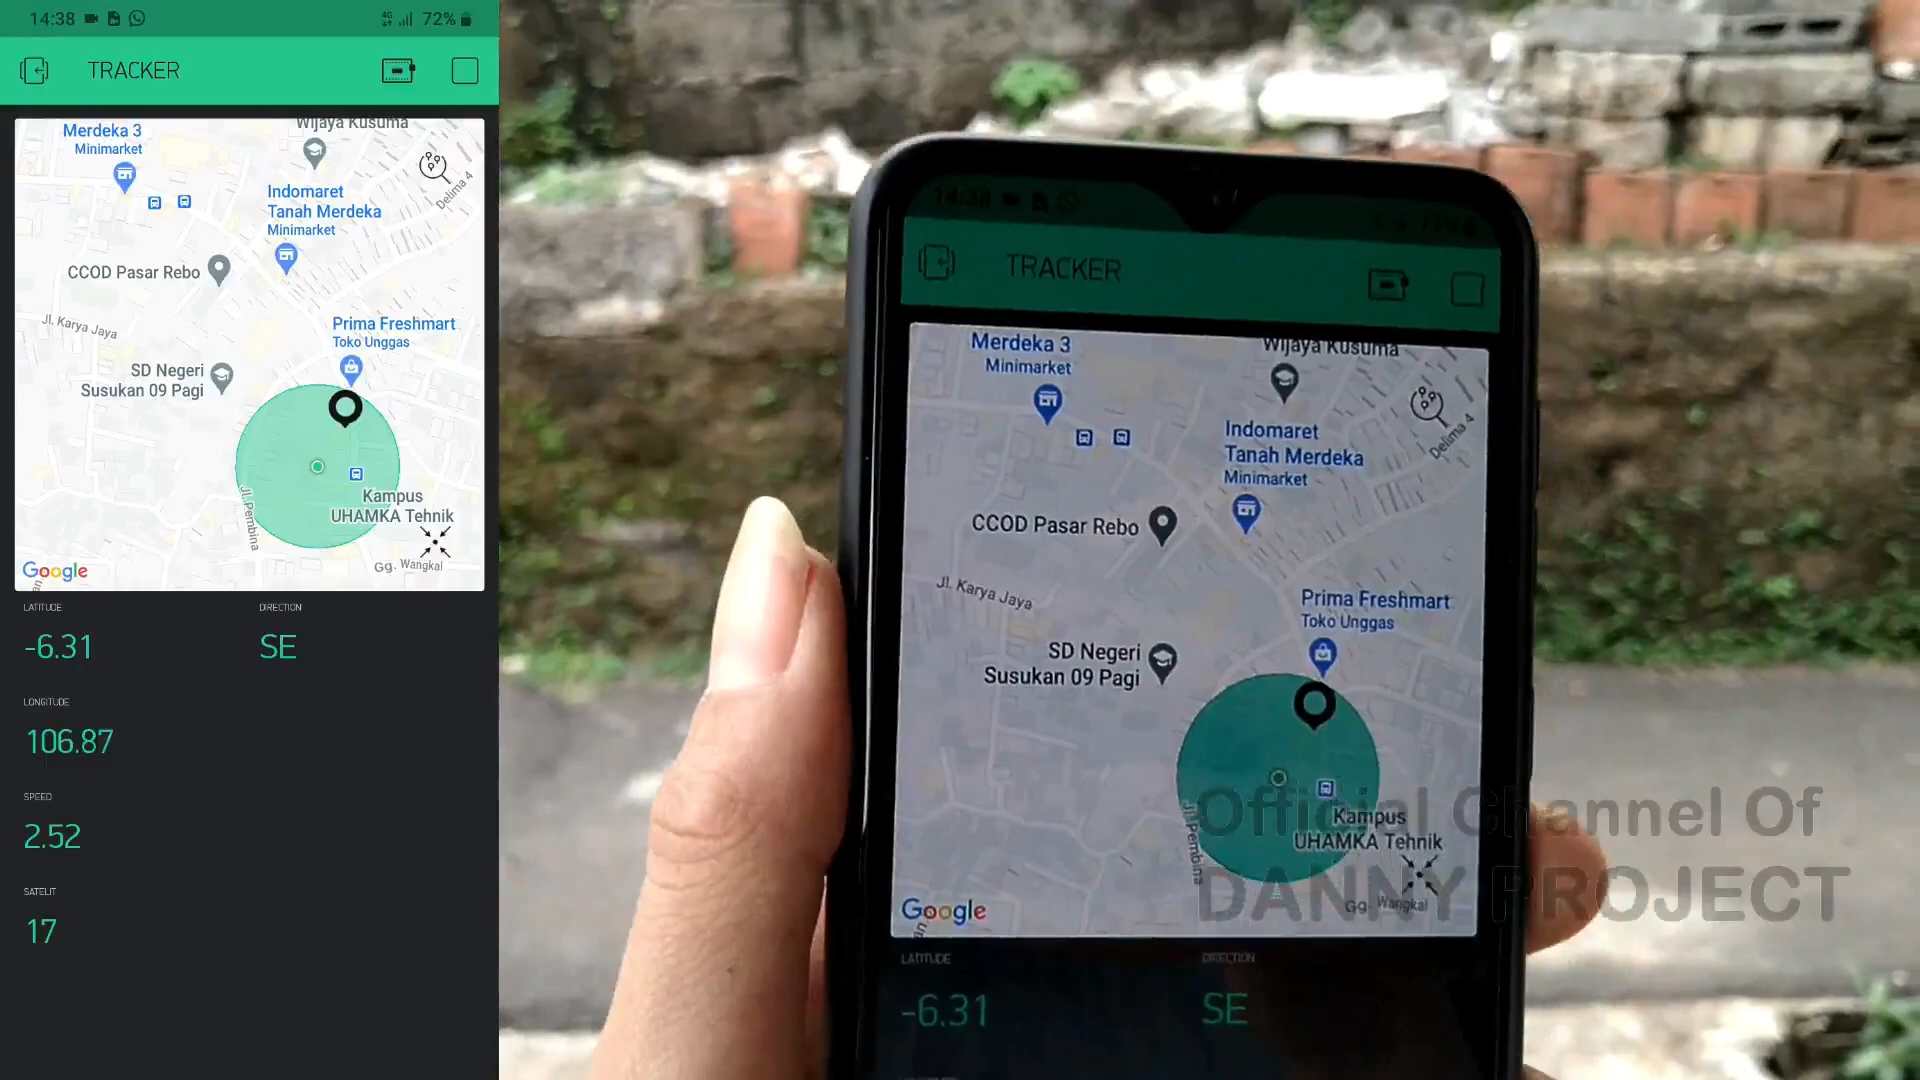 14:38
4G
72%
TRACKER
Merdeka 3
Minimarket
Wijaya Kusuma
Indomaret
Tanah Merdeka
Minimarket
Delima 4
CCOD Pasar Rebo
Jl. Karya Jaya
Prima Freshmart
Toko Unggas
SD Negeri
Susukan 09 Pagi
Jl. Pembina
Kampus
UHAMKA Tehnik
Gg. Wangkal
Google
an
LATITUDE
-6.31
DIRECTION
SE
LONGITUDE
106.87
SPEED
2.52
SATELIT
17
14:38
TRACKER
Merdeka 3
Minimarket
Wijaya Kusuma
Indomaret
Tanah Merdeka
Minimarket
Delima 4
CCOD Pasar Rebo
Jl. Karya Jaya
Prima Freshmart
Toko Unggas
SD Negeri
Susukan 09 Pagi
Jl. Pembina
Kampus
UHAMKA Tehnik
Gg. Wangkal
Google
an
LATITUDE
-6.31
DIRECTION
SE
Official Channel Of
DANNY PROJECT